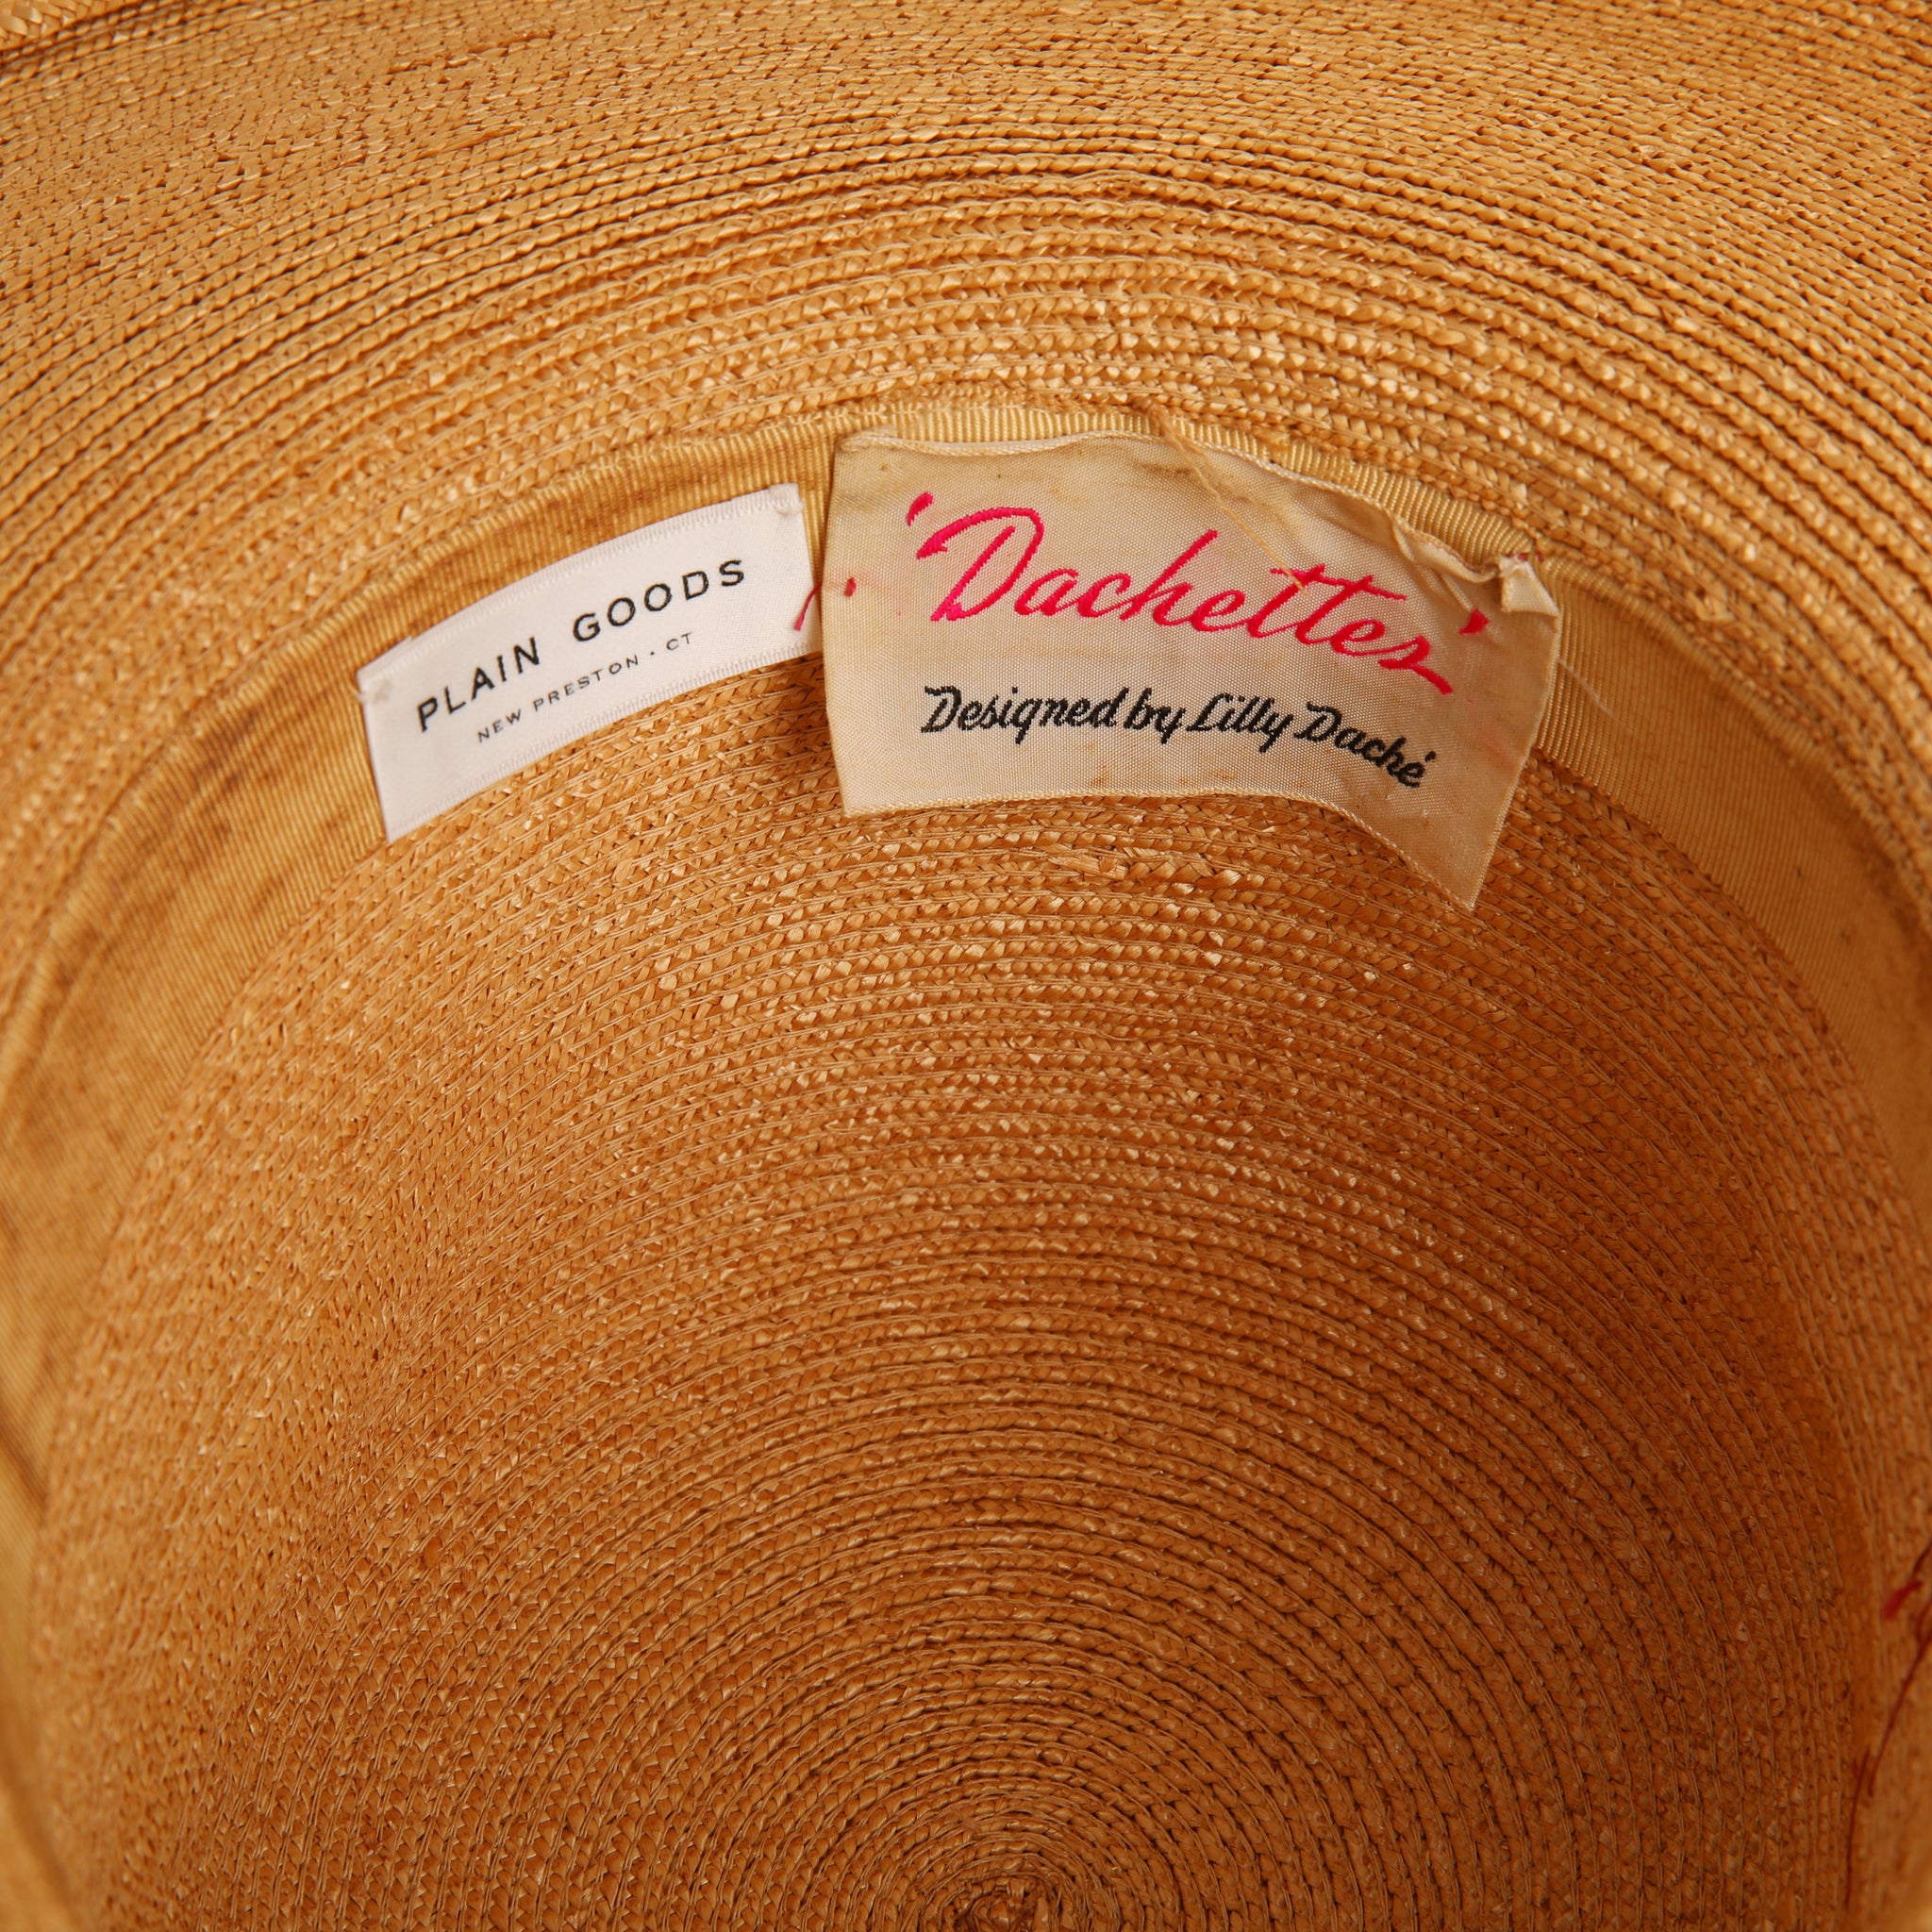 PLAIN GOODS
NEW PRESTON · CT
'Dachettes'
Designed by Lilly Daché